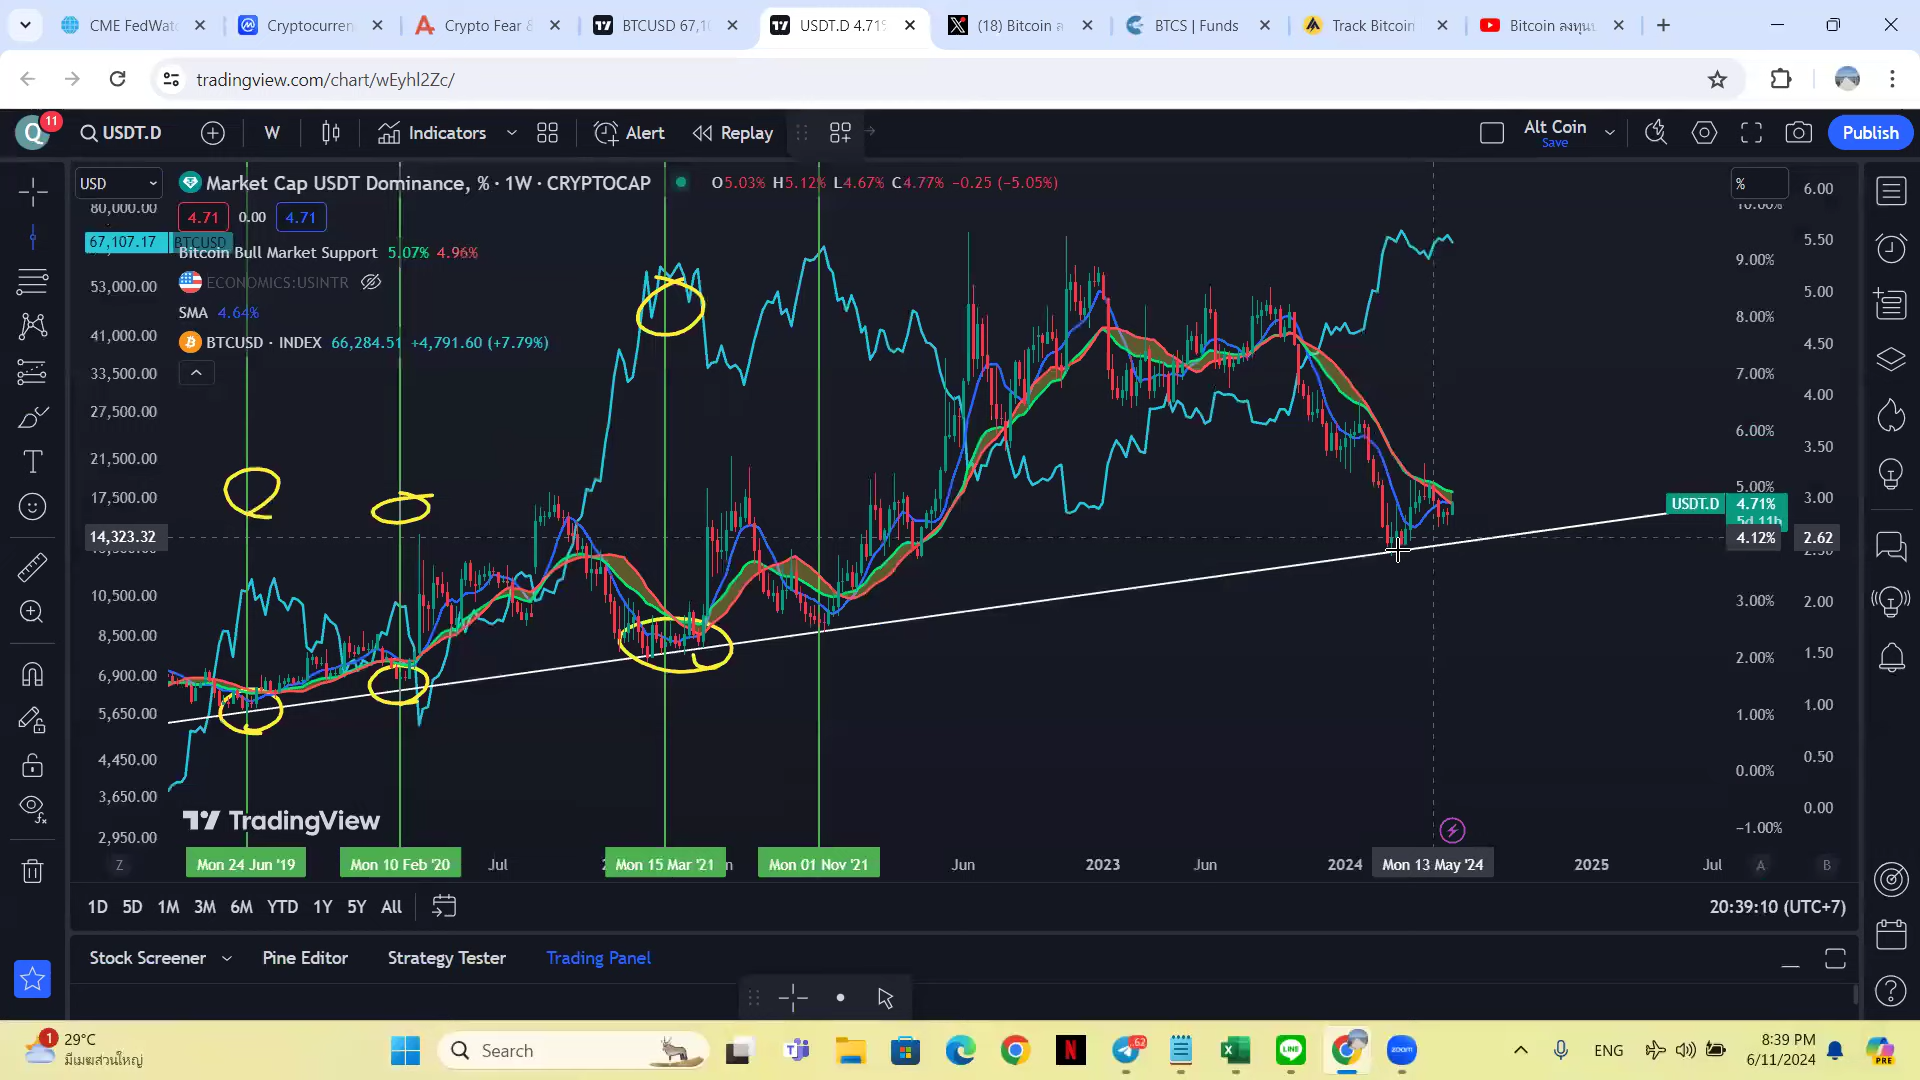 CME FedWatc
Cryptocurren
Crypto Fear &
BTCUSD 67,10
USDT.D 4.71%
(18) Bitcoin ล
BTCS | Funds
Track Bitcoin
Bitcoin ลงทุน
tradingview.com/chart/wEyhl2Zc/
Q 11
USDT.D
W
Indicators
Alert
Replay
Alt Coin
Save
Publish
USD
Market Cap USDT Dominance, % · 1W · CRYPTOCAP
O5.03% H5.12% L4.67% C4.77% −0.25 (−5.05%)
%
6.00
80,000.00
4.71 0.00 4.71
10.00%
67,107.17 BTCUSD
5.50
Bitcoin Bull Market Support 5.07% 4.96%
9.00%
ECONOMICS:USINTR
53,000.00
5.00
SMA 4.64%
8.00%
41,000.00
BTCUSD · INDEX 66,284.51 +4,791.60 (+7.79%)
4.50
33,500.00
7.00%
4.00
27,500.00
6.00%
3.50
21,500.00
5.00%
17,500.00
3.00
USDT.D 4.71%
5d 11h
14,323.32
4.12% 2.62
10,500.00
3.00%
2.00
8,500.00
2.00%
1.50
6,900.00
1.00
5,650.00
1.00%
4,450.00
0.50
0.00%
3,650.00
0.00
TradingView
−1.00%
2,950.00
Z
Mon 24 Jun '19
Mon 10 Feb '20
Jul
Mon 15 Mar '21
Mon 01 Nov '21
Jun
2023
Jun
2024
Mon 13 May '24
2025
Jul
A
B
1D 5D 1M 3M 6M YTD 1Y 5Y All
20:39:10 (UTC+7)
Stock Screener
Pine Editor
Strategy Tester
Trading Panel
1
29°C
มีเมฆส่วนใหญ่
Search
N
62
LINE
zoom
ENG
8:39 PM
6/11/2024
PRE